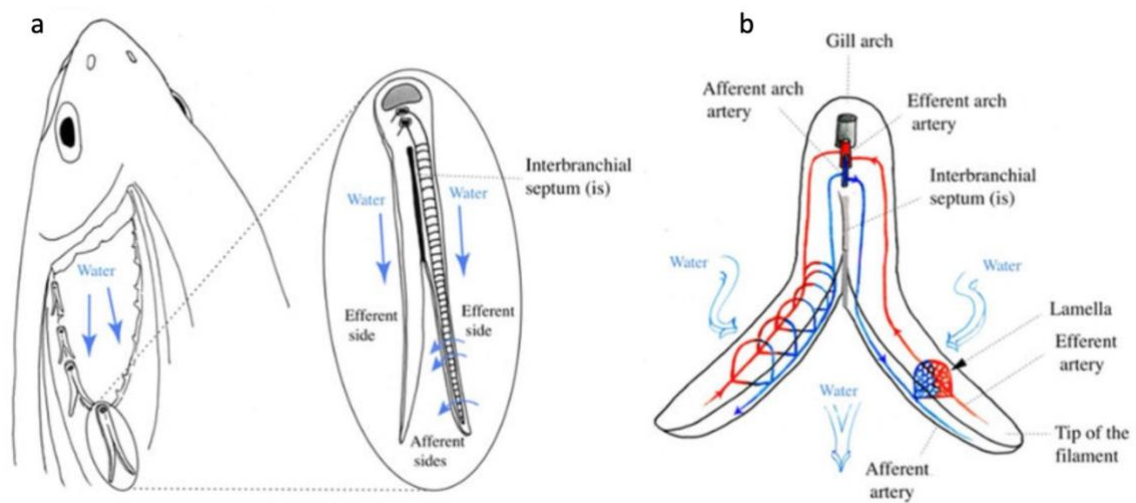 a
Water
Water
Water
Interbranchial
septum (is)
Efferent
side
Efferent
side
Afferent
sides
b
Gill arch
Afferent arch
artery
Efferent arch
artery
Interbranchial
septum (is)
Water
Water
Lamella
Efferent
artery
Water
Tip of the
filament
Afferent
artery